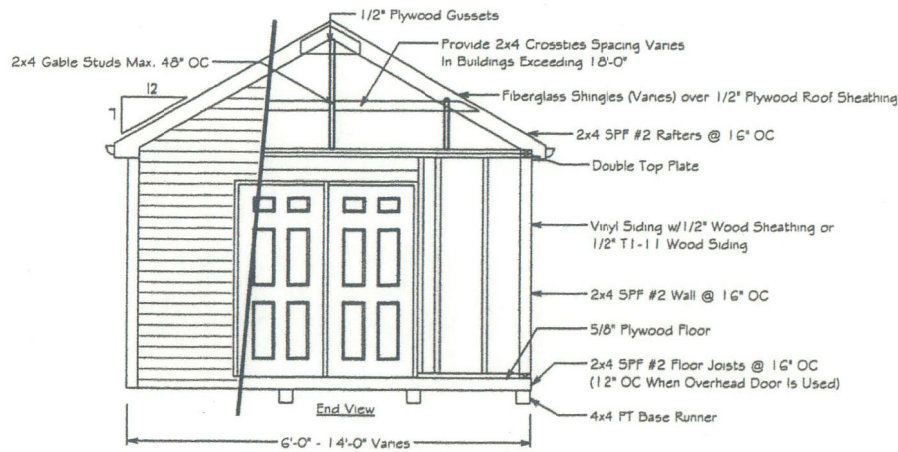 1/2" Plywood Gussets
Provide 2x4 Crossties Spacing Varies
In Buildings Exceeding 18'-0"
2x4 Gable Studs Max. 48" OC
12
7
Fiberglass Shingles (Varies) over 1/2" Plywood Roof Sheathing
2x4 SPF #2 Rafters @ 16" OC
Double Top Plate
Vinyl Siding w/1/2" Wood Sheathing or
1/2" T1-11 Wood Siding
2x4 SPF #2 Wall @ 16" OC
5/8" Plywood Floor
2x4 SPF #2 Floor Joists @ 16" OC
(12" OC When Overhead Door Is Used)
4x4 PT Base Runner
End View
6'-0" - 14'-0" Varies